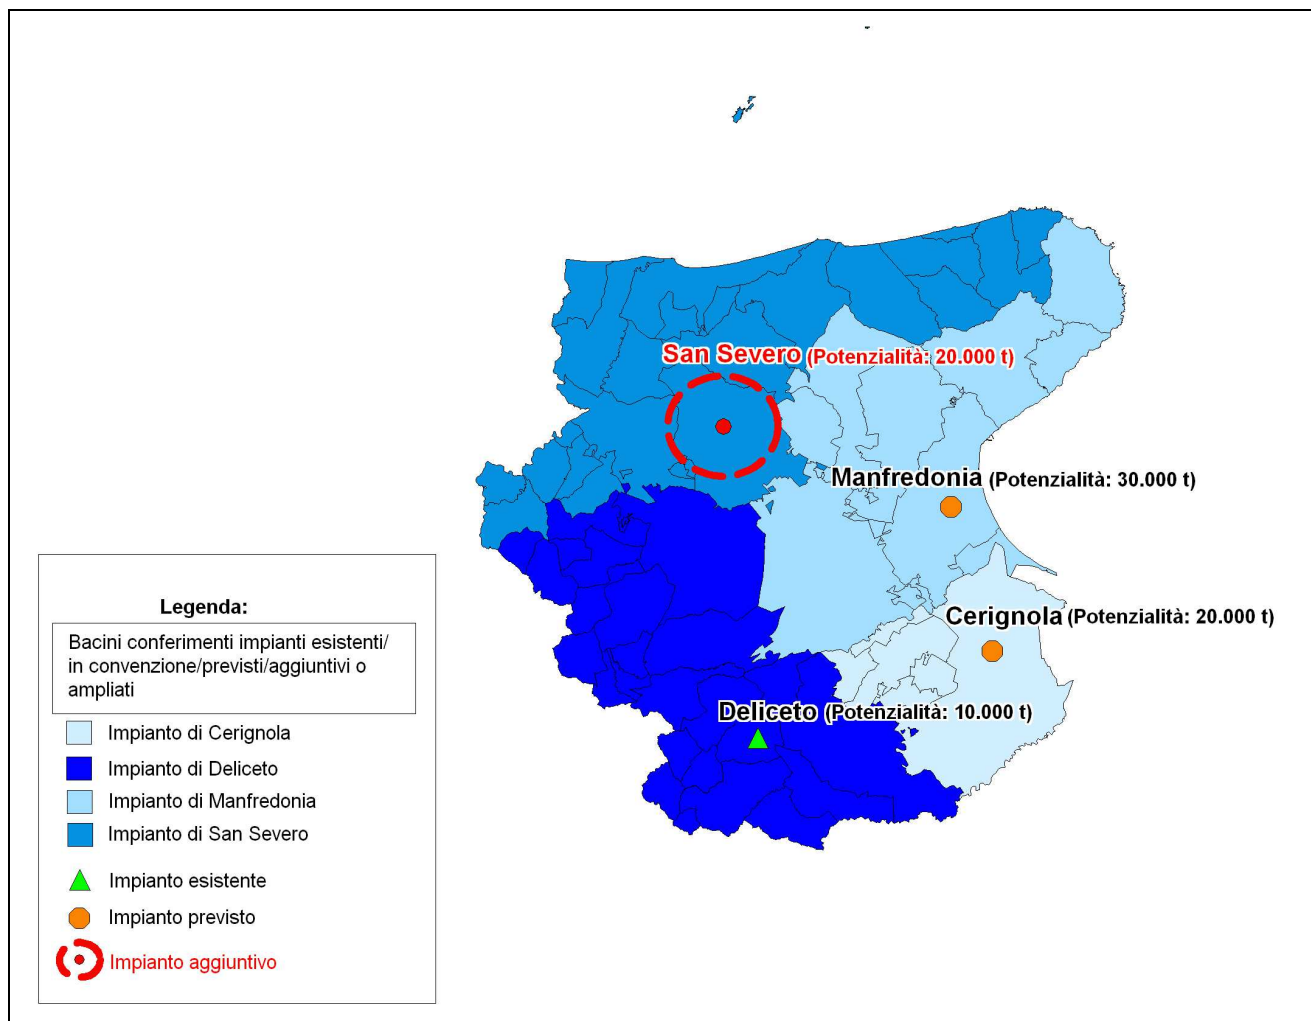 San Severo (Potenzialità: 20.000 t)
Manfredonia (Potenzialità: 30.000 t)
Cerignola (Potenzialità: 20.000 t)
Deliceto (Potenzialità: 10.000 t)
Legenda:
Bacini conferimenti impianti esistenti/
in convenzione/previsti/aggiuntivi o
ampliati
Impianto di Cerignola
Impianto di Deliceto
Impianto di Manfredonia
Impianto di San Severo
Impianto esistente
Impianto previsto
Impianto aggiuntivo